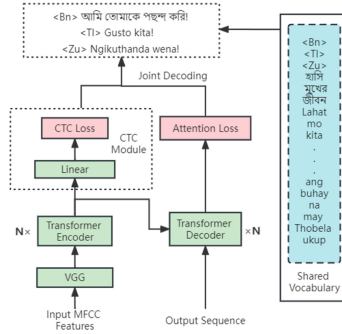 <Bn> আমি তোমাকে পছন্দ করি!
<Tl> Gusto kita!
<Zu> Ngikuthanda wena!
Joint Decoding
CTC Loss
Attention Loss
CTC
Module
Linear
N×
Transformer
Encoder
Transformer
Decoder
×N
VGG
Input MFCC
Features
Output Sequence
<Bn>
<Tl>
<Zu>
হাসি
মুখের
জীবন
Lahat
mo
kita
.
.
.
ang
buhay
na
may
Thobela
ukup
Shared
Vocabulary